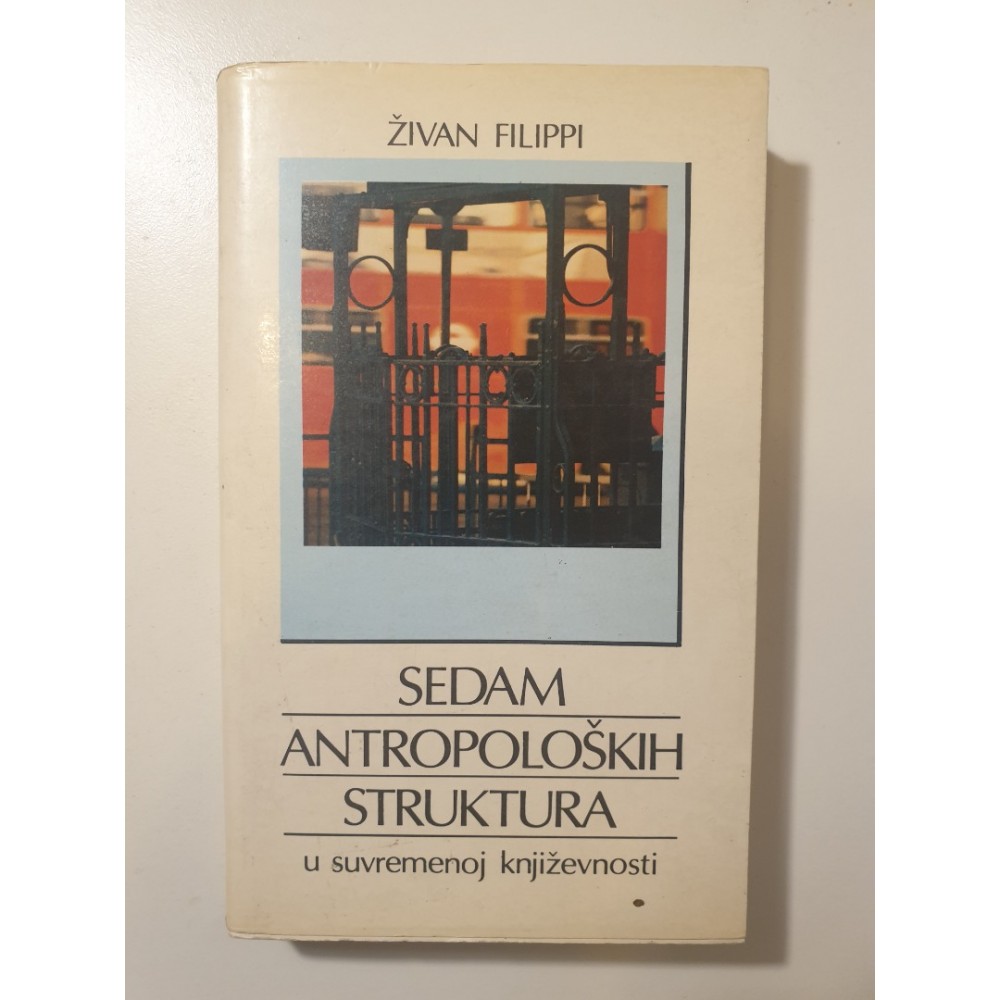 ŽIVAN FILIPPI
SEDAM
ANTROPOLOŠKIH
STRUKTURA
u suvremenoj književnosti